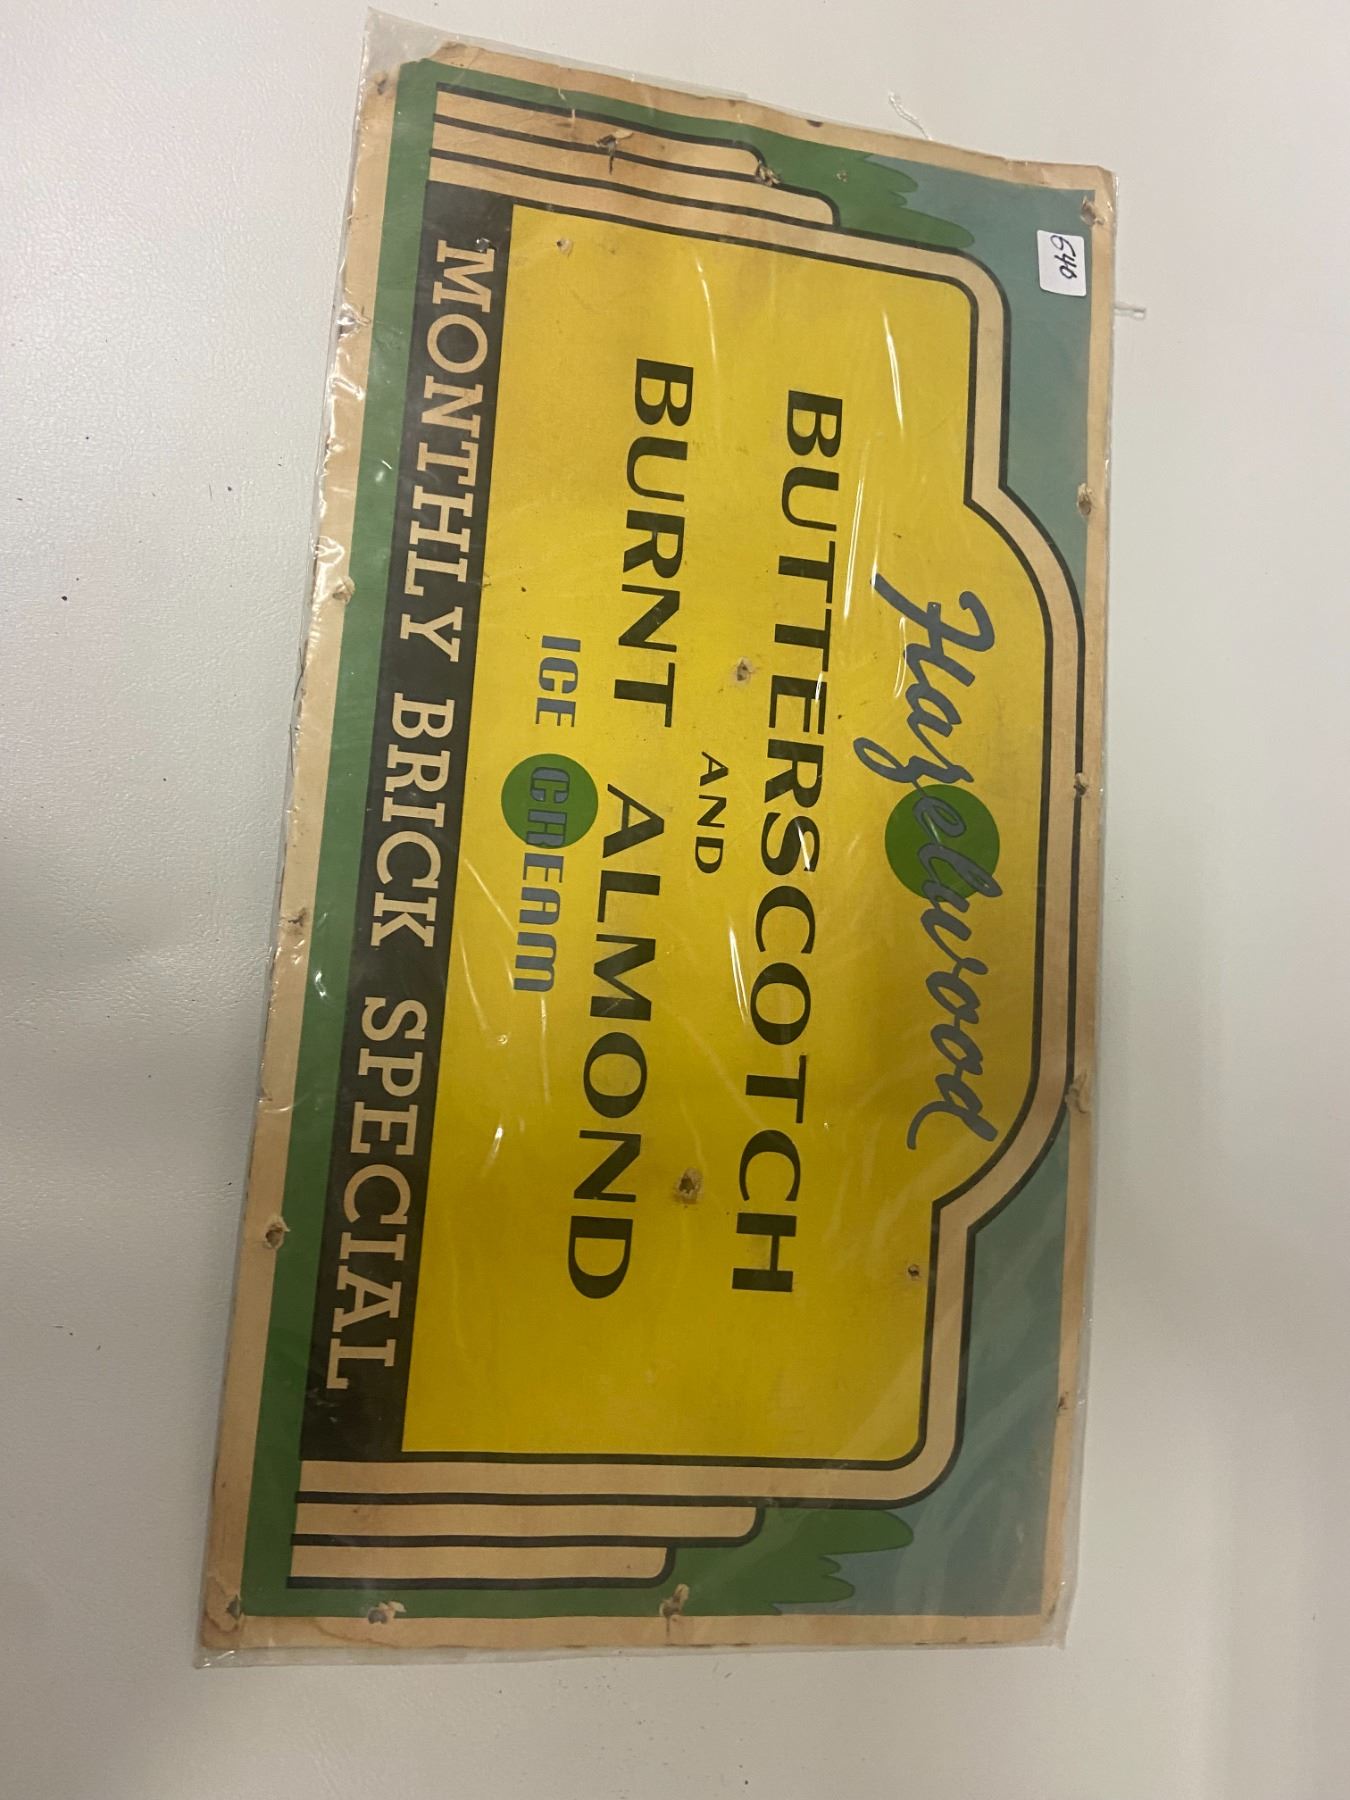 640
Hazelwood
BUTTERSCOTCH
AND
BURNT ALMOND
ICE CREAM
MONTHLY BRICK SPECIAL